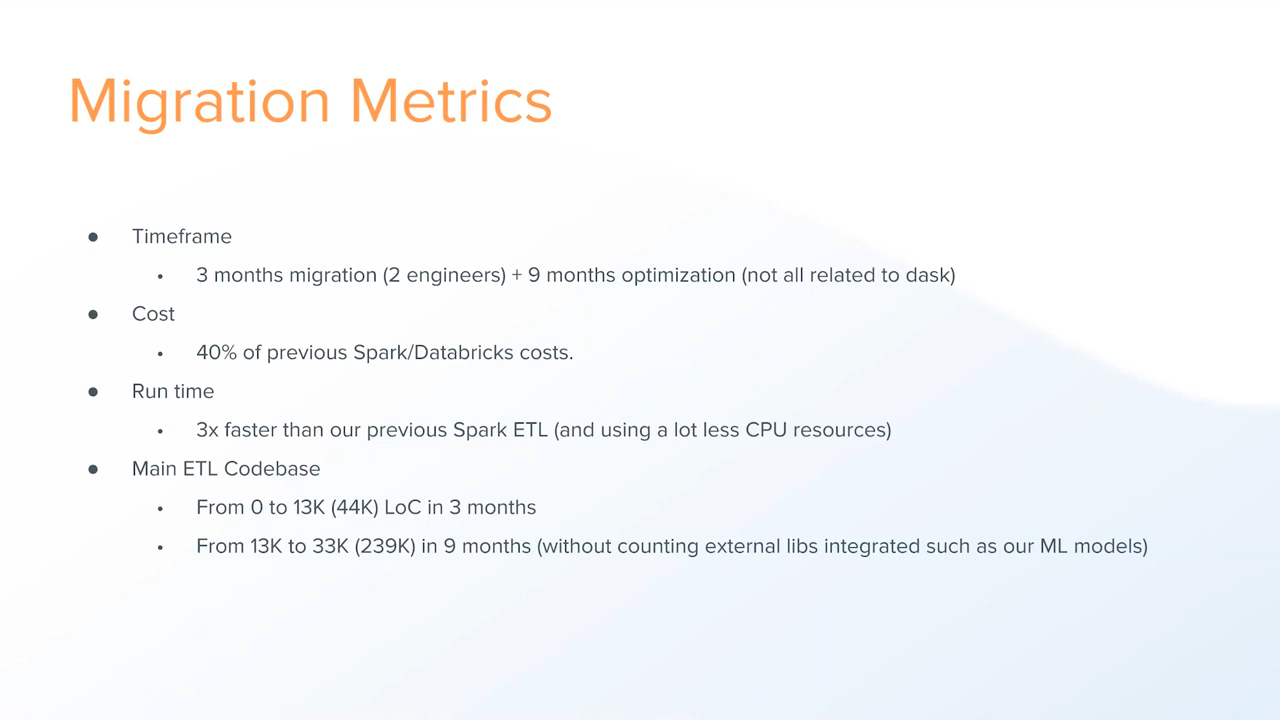 Migration Metrics
● Timeframe
• 3 months migration (2 engineers) + 9 months optimization (not all related to dask)
● Cost
• 40% of previous Spark/Databricks costs.
● Run time
• 3x faster than our previous Spark ETL (and using a lot less CPU resources)
● Main ETL Codebase
• From 0 to 13K (44K) LoC in 3 months
• From 13K to 33K (239K) in 9 months (without counting external libs integrated such as our ML models)